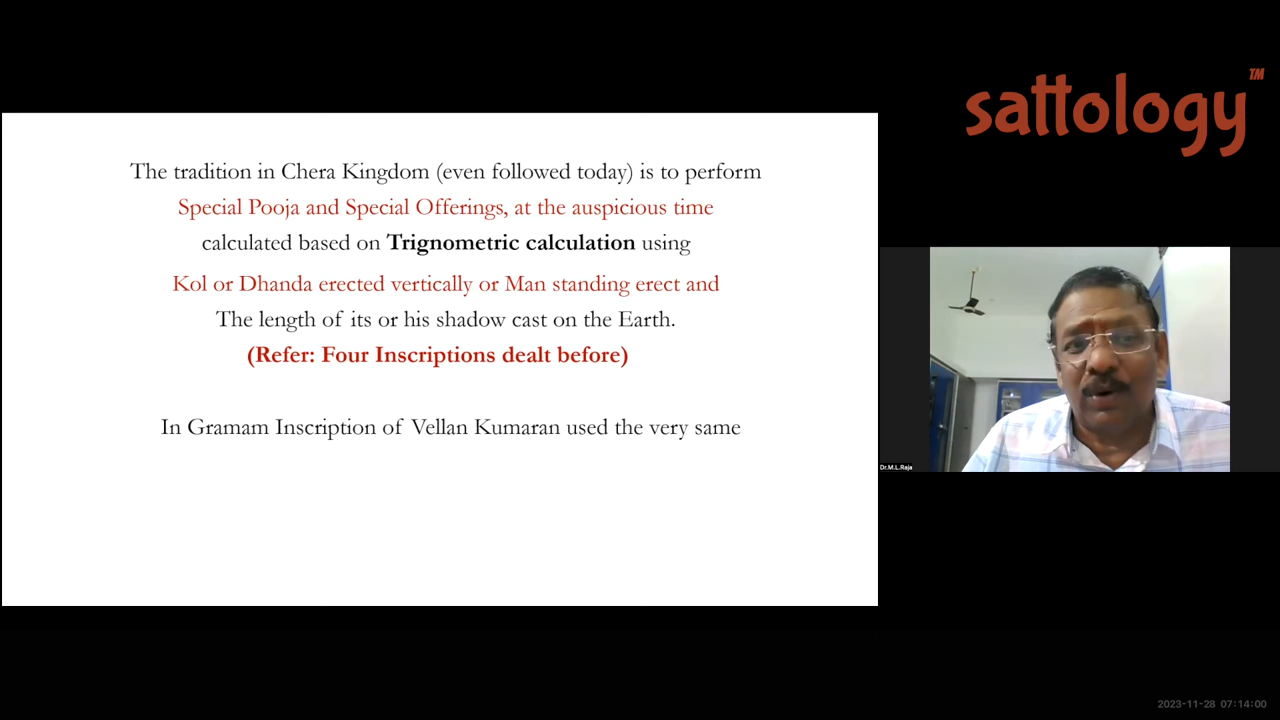 sattology™
The tradition in Chera Kingdom (even followed today) is to perform
Special Pooja and Special Offerings, at the auspicious time
calculated based on Trignometric calculation using
Kol or Dhanda erected vertically or Man standing erect and
The length of its or his shadow cast on the Earth.
(Refer: Four Inscriptions dealt before)
In Gramam Inscription of Vellan Kumaran used the very same
Dr.M.L.Raja
2023-11-28 07:14:00